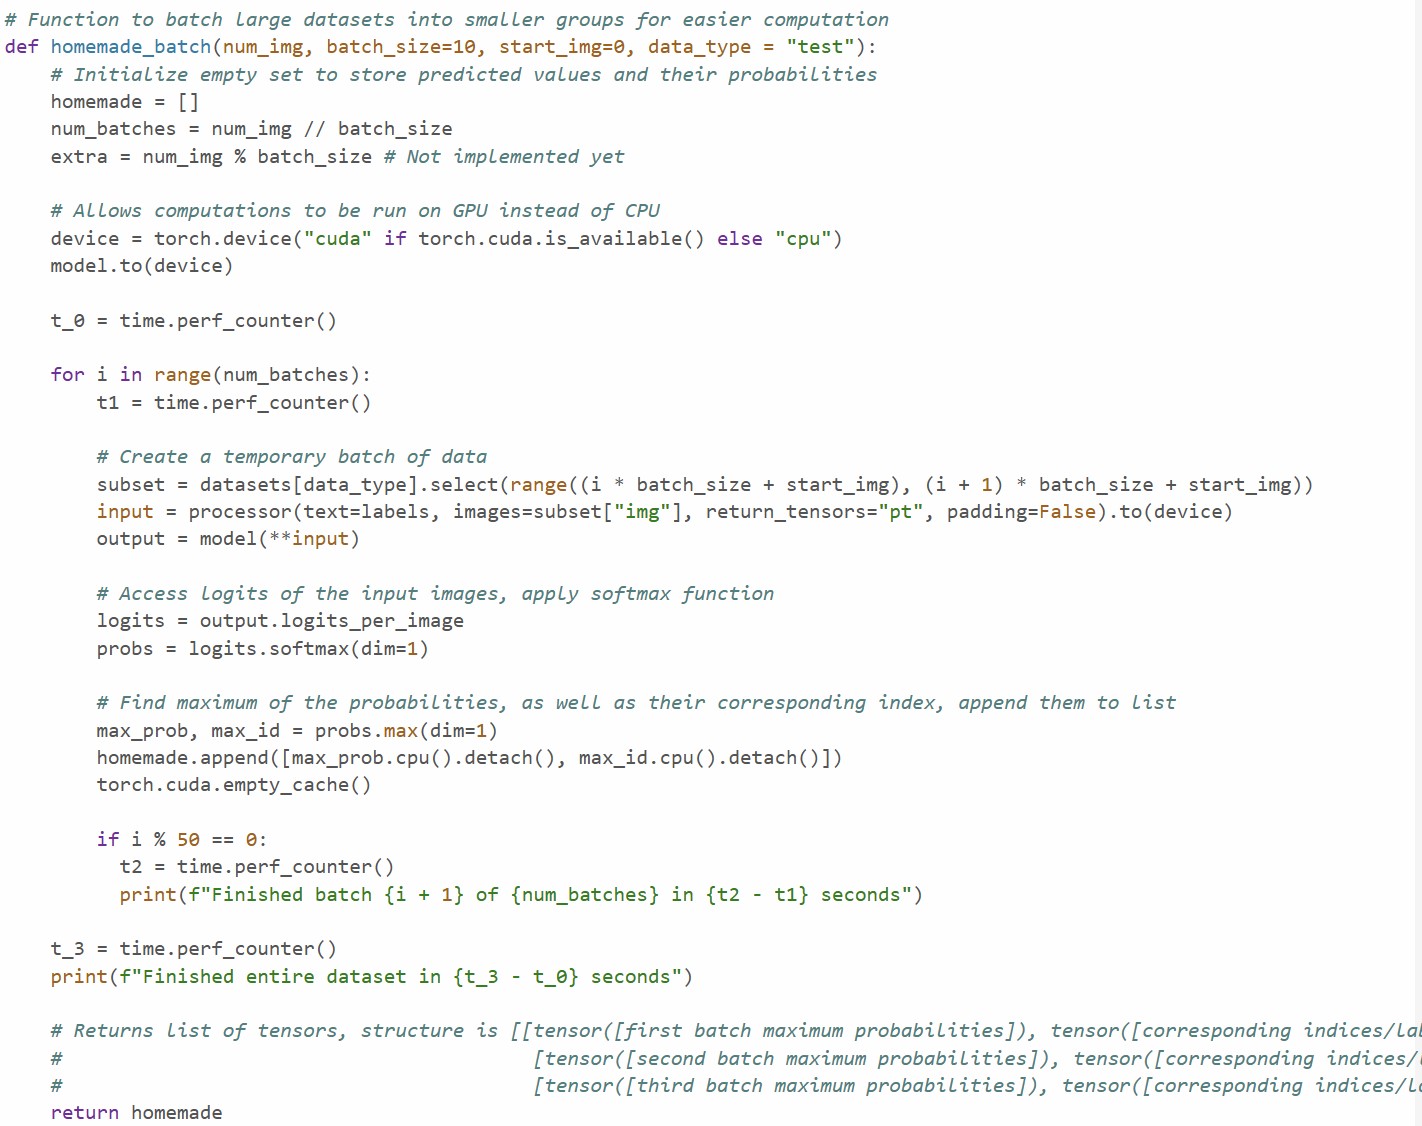 # Function to batch large datasets into smaller groups for easier computation
def homemade_batch(num_img, batch_size=10, start_img=0, data_type = "test"):
    # Initialize empty set to store predicted values and their probabilities
    homemade = []
    num_batches = num_img // batch_size
    extra = num_img % batch_size # Not implemented yet

    # Allows computations to be run on GPU instead of CPU
    device = torch.device("cuda" if torch.cuda.is_available() else "cpu")
    model.to(device)

    t_0 = time.perf_counter()

    for i in range(num_batches):
        t1 = time.perf_counter()

        # Create a temporary batch of data
        subset = datasets[data_type].select(range((i * batch_size + start_img), (i + 1) * batch_size + start_img))
        input = processor(text=labels, images=subset["img"], return_tensors="pt", padding=False).to(device)
        output = model(**input)

        # Access logits of the input images, apply softmax function
        logits = output.logits_per_image
        probs = logits.softmax(dim=1)

        # Find maximum of the probabilities, as well as their corresponding index, append them to list
        max_prob, max_id = probs.max(dim=1)
        homemade.append([max_prob.cpu().detach(), max_id.cpu().detach()])
        torch.cuda.empty_cache()

        if i % 50 == 0:
          t2 = time.perf_counter()
          print(f"Finished batch {i + 1} of {num_batches} in {t2 - t1} seconds")

    t_3 = time.perf_counter()
    print(f"Finished entire dataset in {t_3 - t_0} seconds")

    # Returns list of tensors, structure is [[tensor([first batch maximum probabilities]), tensor([corresponding indices/
    #                                         [tensor([second batch maximum probabilities]), tensor([corresponding indices/
    #                                         [tensor([third batch maximum probabilities]), tensor([corresponding indices/
    return homemade